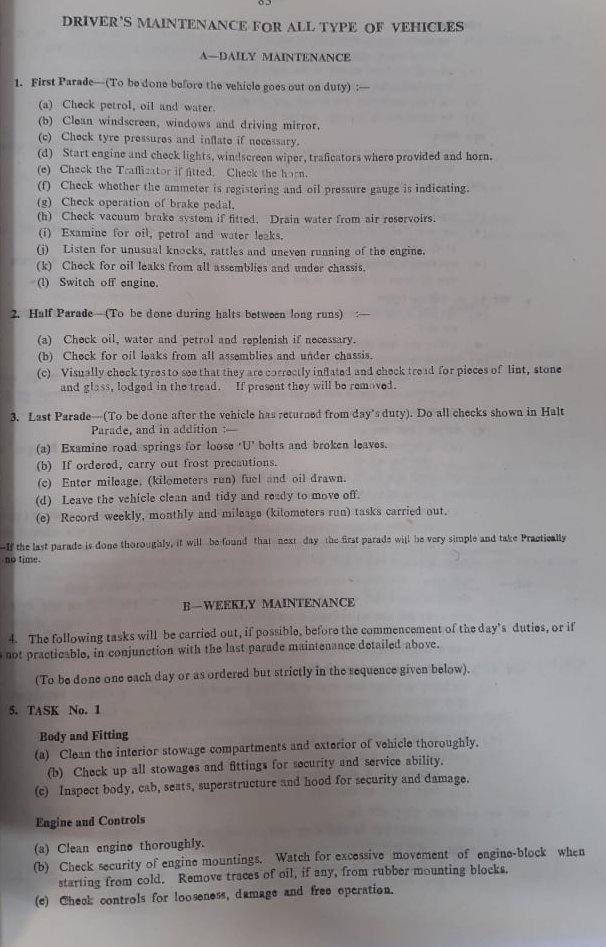 DRIVER'S MAINTENANCE FOR ALL TYPE OF VEHICLES
A—DAILY MAINTENANCE
1. First Parade—(To be done before the vehicle goes out on duty) :—
(a) Check petrol, oil and water.
(b) Clean windscreen, windows and driving mirror.
(c) Check tyre pressures and inflate if necessary.
(d) Start engine and check lights, windscreen wiper, traficators where provided and horn.
(e) Check the Trafficator if fitted. Check the horn.
(f) Check whether the ammeter is registering and oil pressure gauge is indicating.
(g) Check operation of brake pedal.
(h) Check vacuum brake system if fitted. Drain water from air reservoirs.
(i) Examine for oil, petrol and water leaks.
(j) Listen for unusual knocks, rattles and uneven running of the engine.
(k) Check for oil leaks from all assemblies and under chassis.
(l) Switch off engine.
2. Half Parade—(To be done during halts between long runs) :—
(a) Check oil, water and petrol and replenish if necessary.
(b) Check for oil leaks from all assemblies and under chassis.
(c) Visually check tyres to see that they are correctly inflated and check tread for pieces of lint, stone
and glass, lodged in the tread. If present they will be removed.
3. Last Parade—(To be done after the vehicle has returned from day's duty). Do all checks shown in Halt
Parade, and in addition :—
(a) Examine road springs for loose 'U' bolts and broken leaves.
(b) If ordered, carry out frost precautions.
(c) Enter mileage, (kilometers run) fuel and oil drawn.
(d) Leave the vehicle clean and tidy and ready to move off.
(e) Record weekly, monthly and mileage (kilometers run) tasks carried out.
—If the last parade is done thoroughly, it will be found that next day the first parade will be very simple and take Practically
no time.
B—WEEKLY MAINTENANCE
4. The following tasks will be carried out, if possible, before the commencement of the day's duties, or if
not practicable, in conjunction with the last parade maintenance detailed above.
(To be done one each day or as ordered but strictly in the sequence given below).
5. TASK No. 1
Body and Fitting
(a) Clean the interior stowage compartments and exterior of vehicle thoroughly.
(b) Check up all stowages and fittings for security and service ability.
(c) Inspect body, cab, seats, superstructure and hood for security and damage.
Engine and Controls
(a) Clean engine thoroughly.
(b) Check security of engine mountings. Watch for excessive movement of engine-block when
starting from cold. Remove traces of oil, if any, from rubber mounting blocks.
(c) Check controls for looseness, damage and free operation.